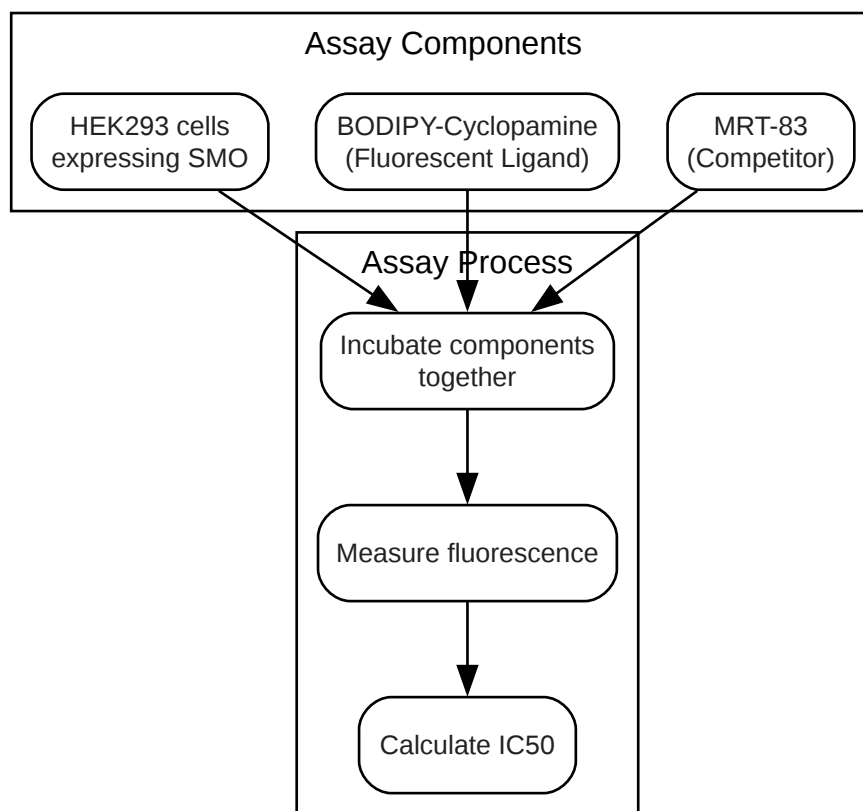 Assay Components
HEK293 cells
expressing SMO
BODIPY-Cyclopamine
(Fluorescent Ligand)
MRT-83
(Competitor)
Assay Process
Incubate components
together
Measure fluorescence
Calculate IC50